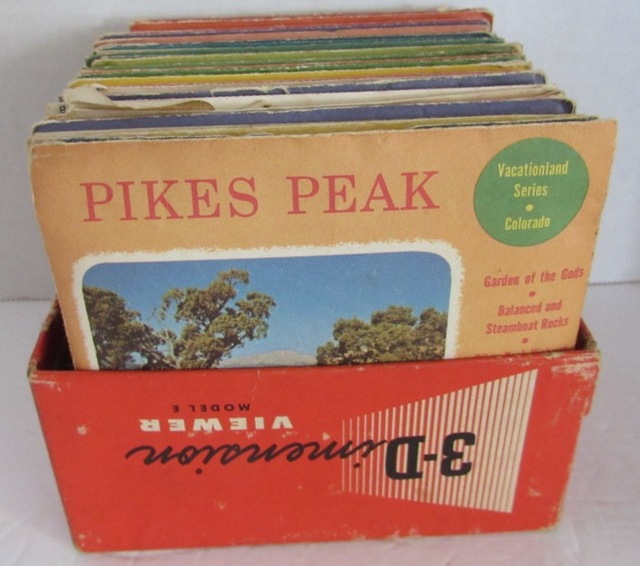 PIKES PEAK
Vacationland
Series
•
Colorado
Garden of the Gods
•
Balanced and
Steamboat Rocks
•
3-Dimension
VIEWER
MODEL E